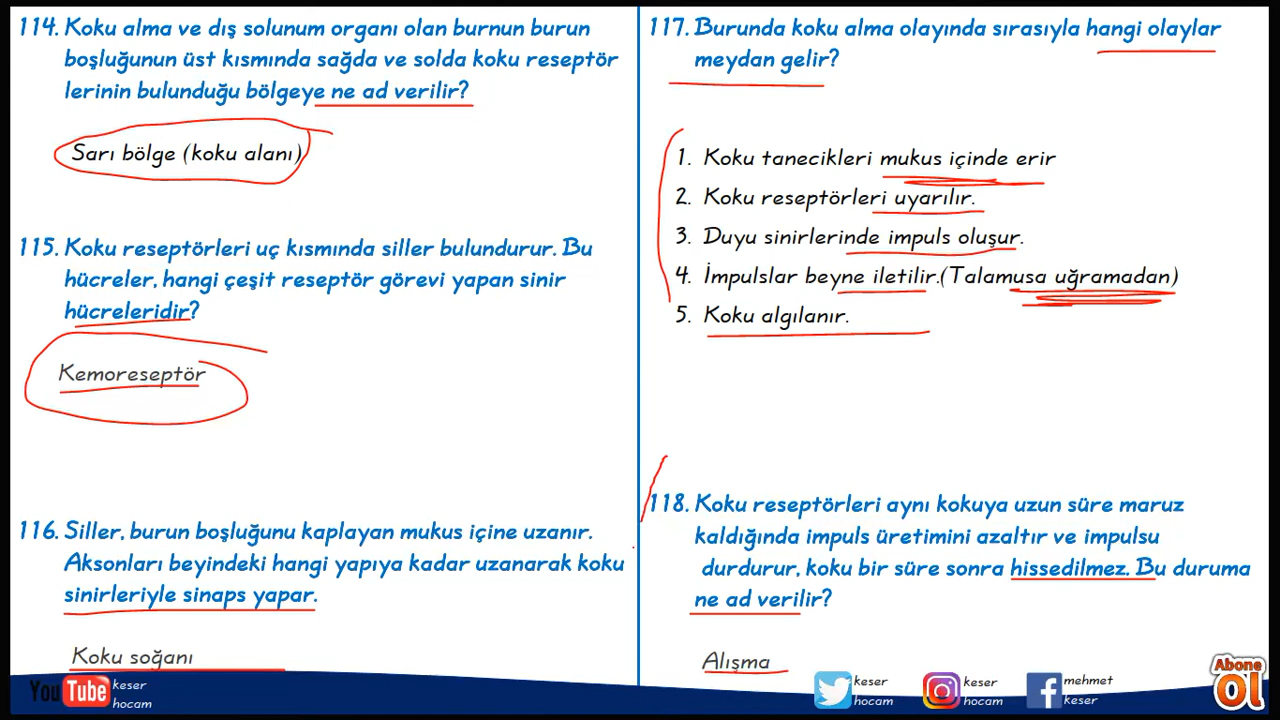 114. Koku alma ve dış solunum organı olan burnun burun
boşluğunun üst kısmında sağda ve solda koku reseptör
lerinin bulunduğu bölgeye ne ad verilir?
Sarı bölge (koku alanı)
115. Koku reseptörleri uç kısmında siller bulundurur. Bu
hücreler, hangi çeşit reseptör görevi yapan sinir
hücreleridir?
Kemoreseptör
116. Siller, burun boşluğunu kaplayan mukus içine uzanır.
Aksonları beyindeki hangi yapıya kadar uzanarak koku
sinirleriyle sinaps yapar.
Koku soğanı
117. Burunda koku alma olayında sırasıyla hangi olaylar
meydan gelir?
1. Koku tanecikleri mukus içinde erir
2. Koku reseptörleri uyarılır.
3. Duyu sinirlerinde impuls oluşur.
4. İmpulslar beyne iletilir.(Talamusa uğramadan)
5. Koku algılanır.
118. Koku reseptörleri aynı kokuya uzun süre maruz
kaldığında impuls üretimini azaltır ve impulsu
durdurur, koku bir süre sonra hissedilmez. Bu duruma
ne ad verilir?
Alışma
YouTube keser
hocam
keser
hocam
keser
hocam
mehmet
keser
Abone
ol